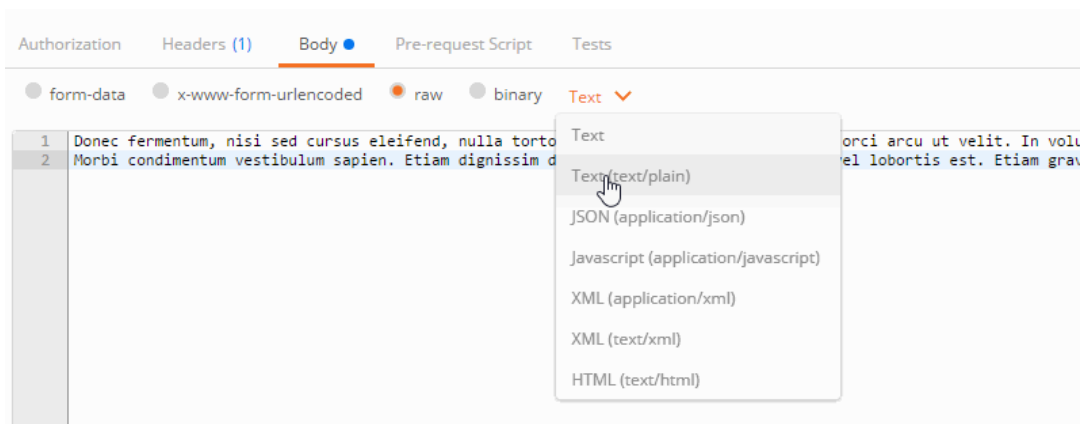 Authorization Headers (1) Body Pre-request Script Tests
form-data x-www-form-urlencoded raw binary Text
1 Donec fermentum, nisi sed cursus eleifend, nulla torto orci arcu ut velit. In volu
2 Morbi condimentum vestibulum sapien. Etiam dignissim d vel lobortis est. Etiam grav
Text
Text (text/plain)
JSON (application/json)
Javascript (application/javascript)
XML (application/xml)
XML (text/xml)
HTML (text/html)